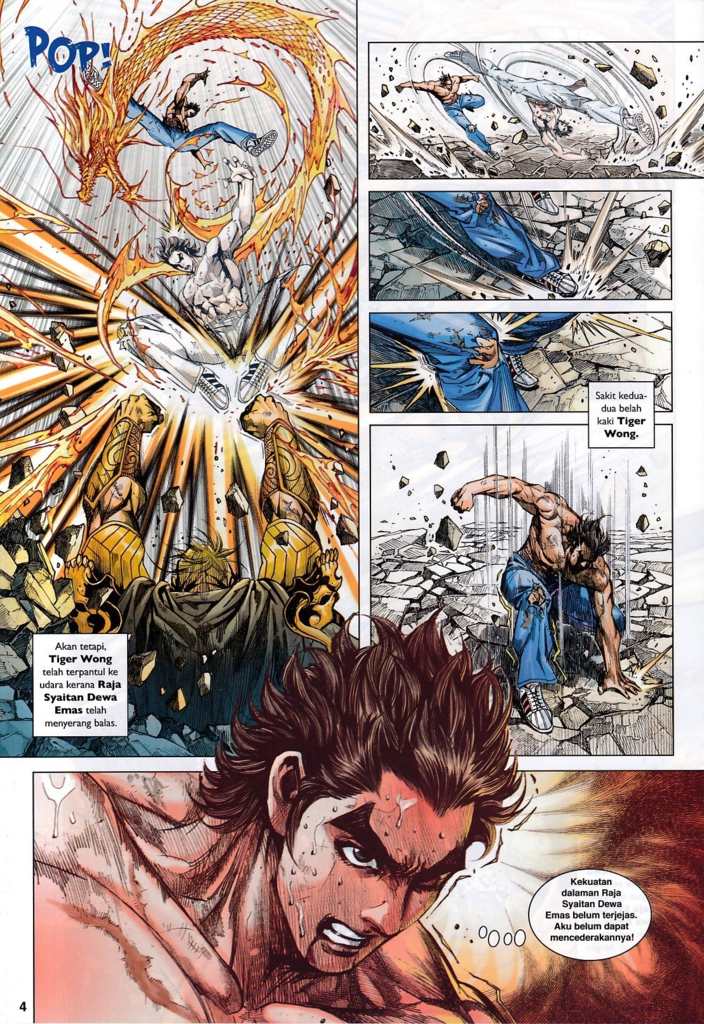 POP!
Akan tetapi,
Tiger Wong
telah terpantul ke
udara kerana Raja
Syaitan Dewa
Emas telah
menyerang balas.
Sakit kedua-
dua belah
kaki Tiger
Wong.
Kekuatan
dalaman Raja
Syaitan Dewa
Emas belum terjejas.
Aku belum dapat
mencederakannya!
4